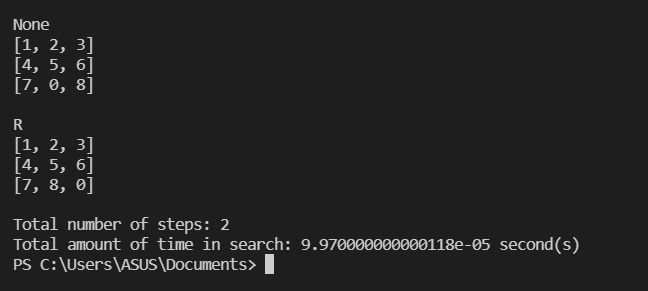 None
[1, 2, 3]
[4, 5, 6]
[7, 0, 8]
R
[1, 2, 3]
[4, 5, 6]
[7, 8, 0]
Total number of steps: 2
Total amount of time in search: 9.970000000000118e-05 second(s)
PS C:\Users\ASUS\Documents>